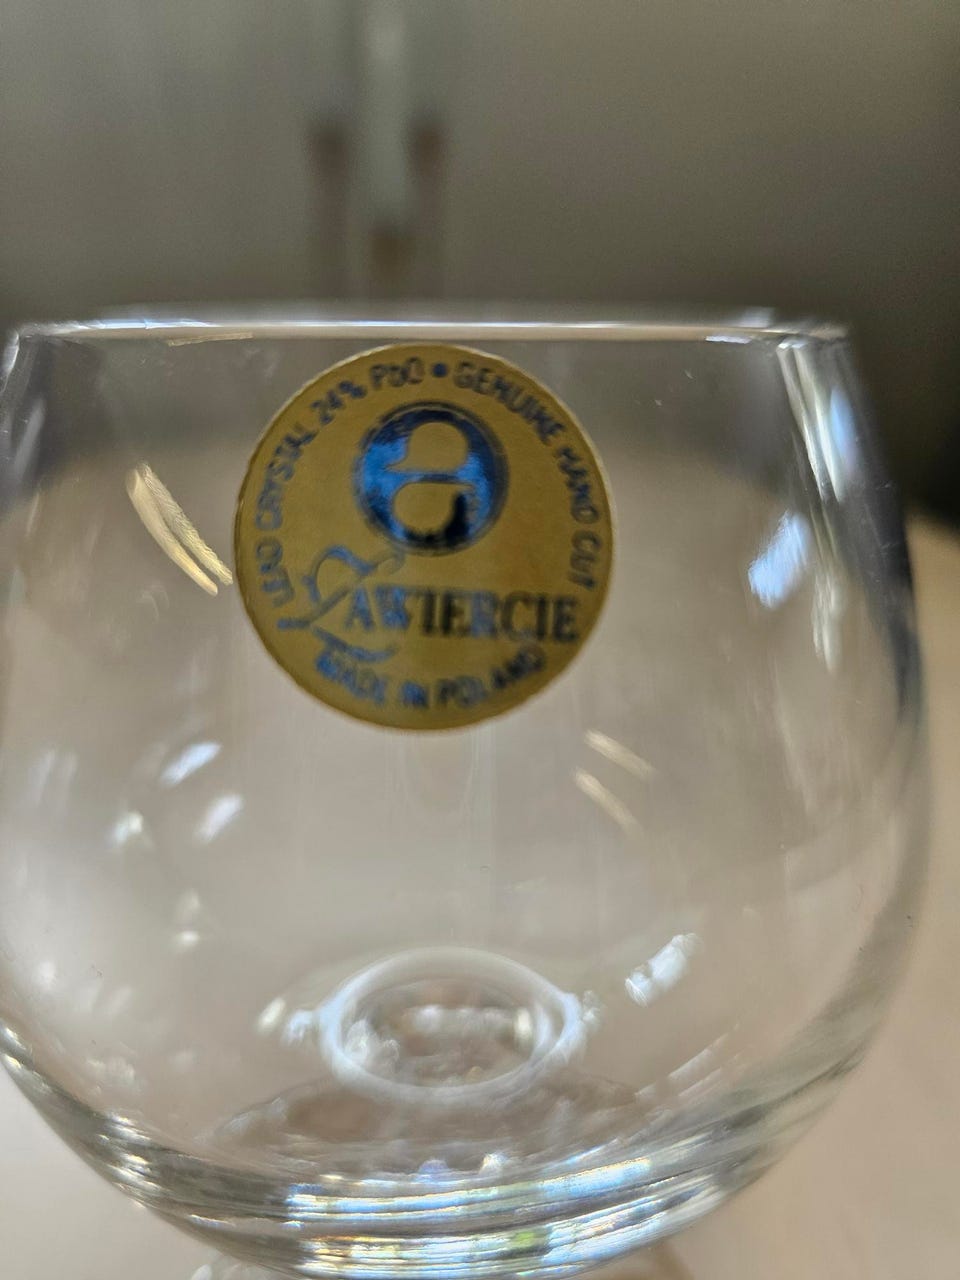 LEAD CRYSTAL 24% PbO • GENUINE HAND CUT
ZAWIERCIE
MADE IN POLAND